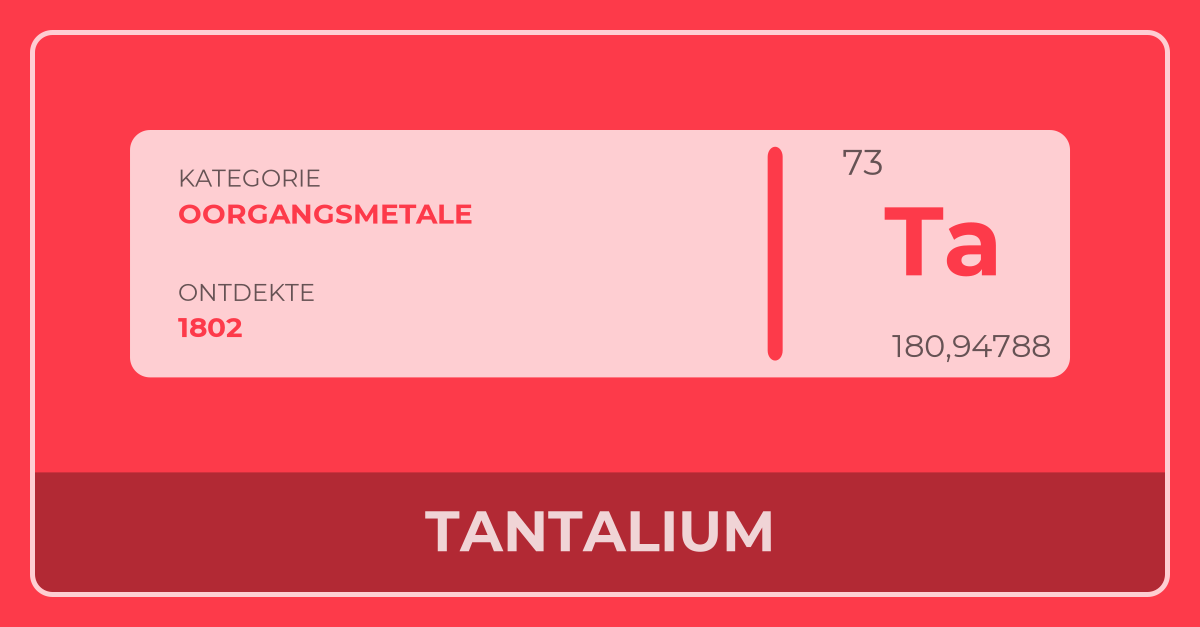 KATEGORIE
OORGANGSMETALE
ONTDEKTE
1802
73
Ta
180,94788
TANTALIUM